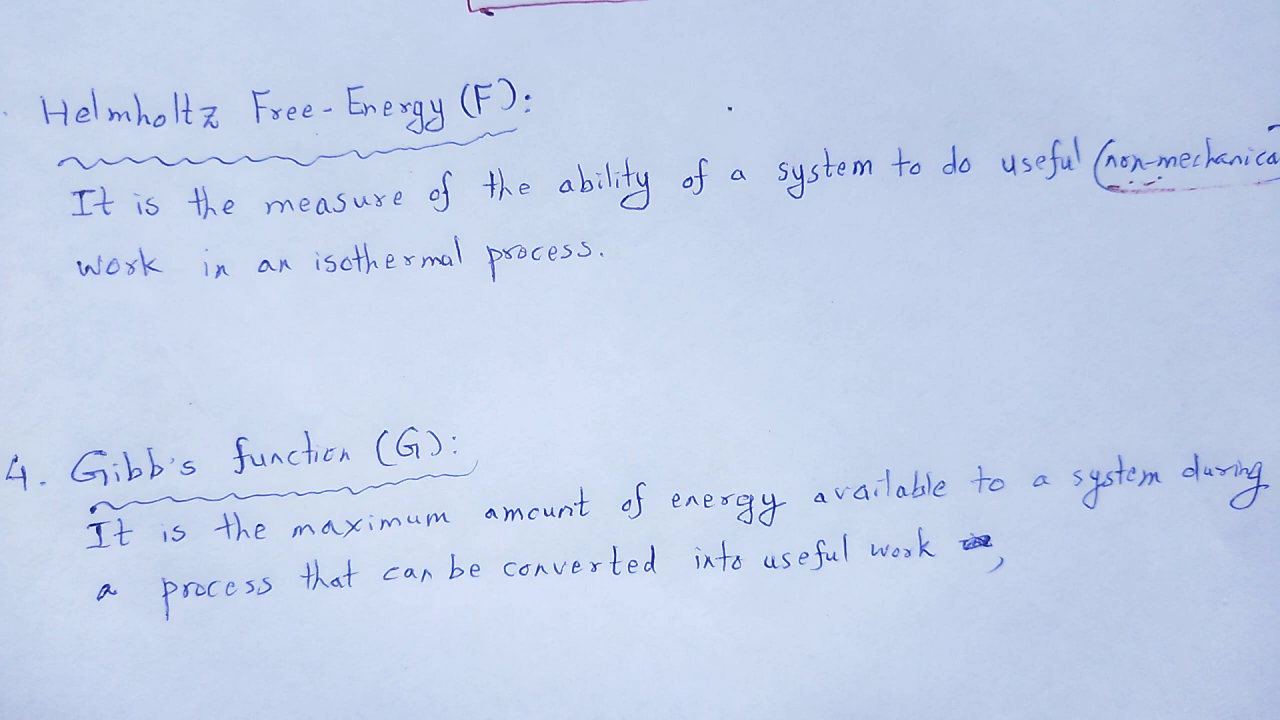 Helmholtz Free-Energy (F):
It is the measure of the ability of a system to do useful (non-mechanica
work in an isothermal process.
4. Gibb's function (G):
It is the maximum amount of energy available to a system during
a process that can be converted into useful work ,